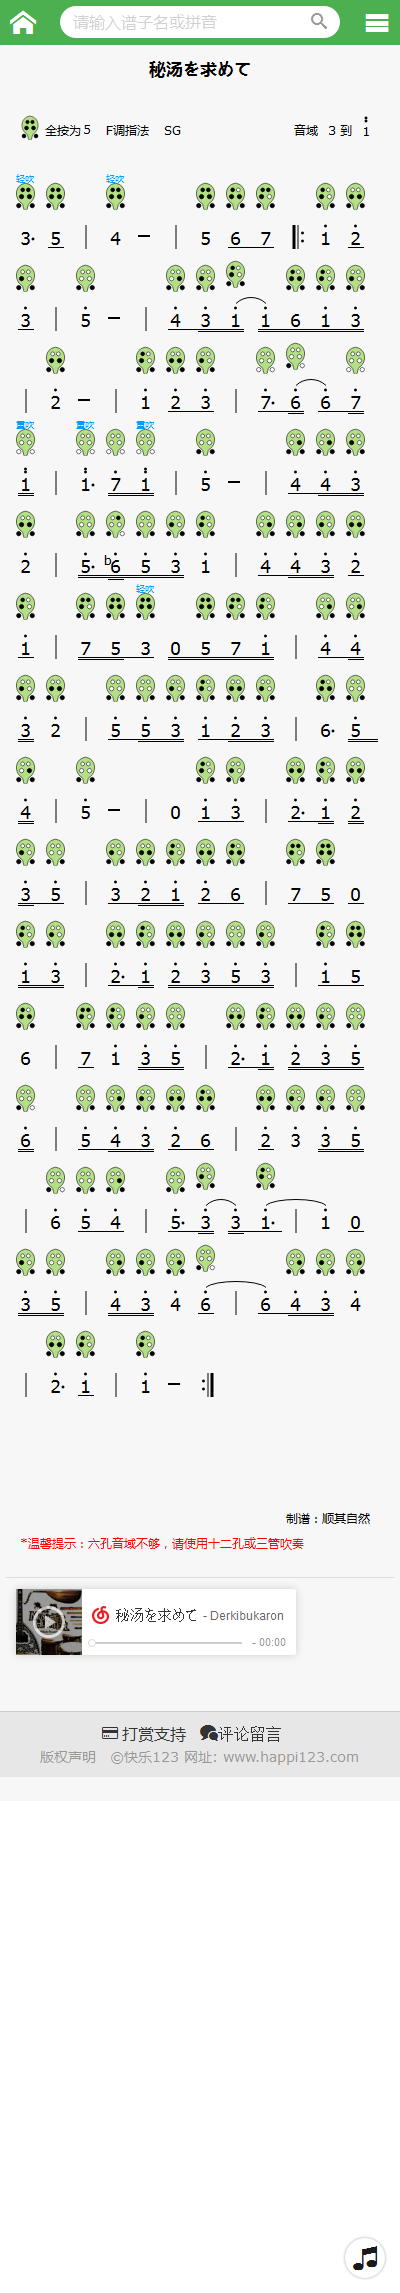 请输入谱子名或拼音
秘汤を求めて
全按为5 F调指法 SG 音域 3 到 1
轻吹 轻吹
3· 5 | 4 – | 5 6 7 |: 1 2
3 | 5 – | 4 3 1 1 6 1 3
| 2 – | 1 2 3 | 7· 6 6 7
重吹 重吹 重吹
1 | 1· 7 1 | 5 – | 4 4 3
2 | 5· b6 5 3 1 | 4 4 3 2
轻吹
1 | 7 5 3 0 5 7 1 | 4 4
3 2 | 5 5 3 1 2 3 | 6· 5
4 | 5 – | 0 1 3 | 2· 1 2
3 5 | 3 2 1 2 6 | 7 5 0
1 3 | 2· 1 2 3 5 3 | 1 5
6 | 7 1 3 5 | 2· 1 2 3 5
6 | 5 4 3 2 6 | 2 3 3 5
| 6 5 4 | 5· 3 3 1· | 1 0
3 5 | 4 3 4 6 | 6 4 3 4
| 2· 1 | 1 – :|
制谱：顺其自然
*温馨提示：六孔音域不够，请使用十二孔或三管吹奏
秘汤を求めて - Derkibukaron
- 00:00
打赏支持 评论留言
版权声明 ©快乐123 网址: www.happi123.com